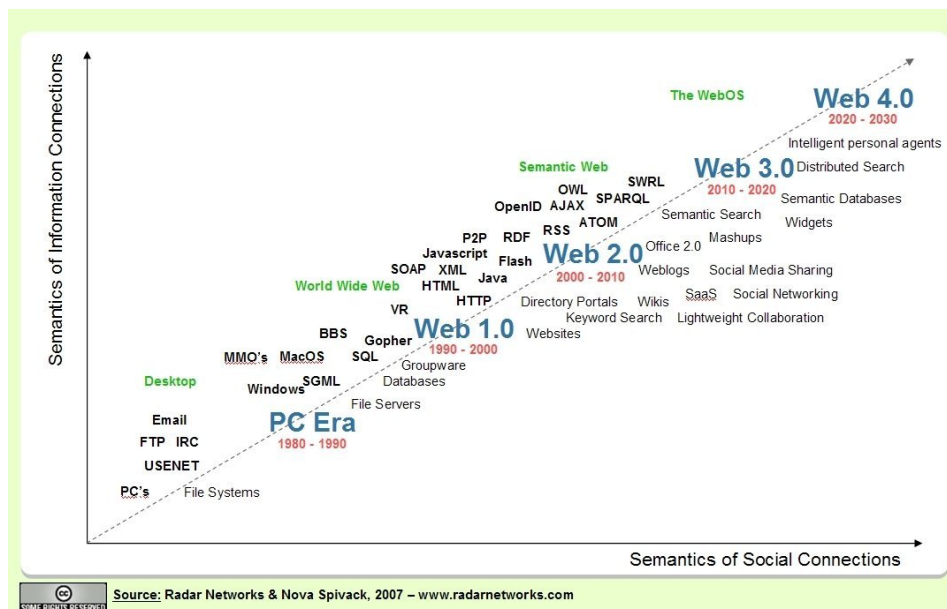 Semantics of Information Connections
The WebOS
Web 4.0
2020 - 2030
Intelligent personal agents
Semantic Web
Web 3.0
Distributed Search
2010 - 2020
SWRL
OWL
SPARQL
Semantic Databases
OpenID
AJAX
Semantic Search
Widgets
ATOM
RSS
Mashups
P2P
RDF
Office 2.0
Web 2.0
2000 - 2010
Javascript
Flash
SOAP
XML
Weblogs
Social Media Sharing
Java
World Wide Web
HTML
SaaS
Social Networking
HTTP
Directory Portals
Wikis
VR
Keyword Search
Lightweight Collaboration
Web 1.0
1990 - 2000
Websites
BBS
Gopher
MMO's
MacOS
SQL
Groupware
Desktop
Windows
SGML
Databases
File Servers
Email
PC Era
1980 - 1990
FTP
IRC
USENET
PC's
File Systems
Semantics of Social Connections
cc
SOME RIGHTS RESERVED
Source: Radar Networks & Nova Spivack, 2007 – www.radarnetworks.com